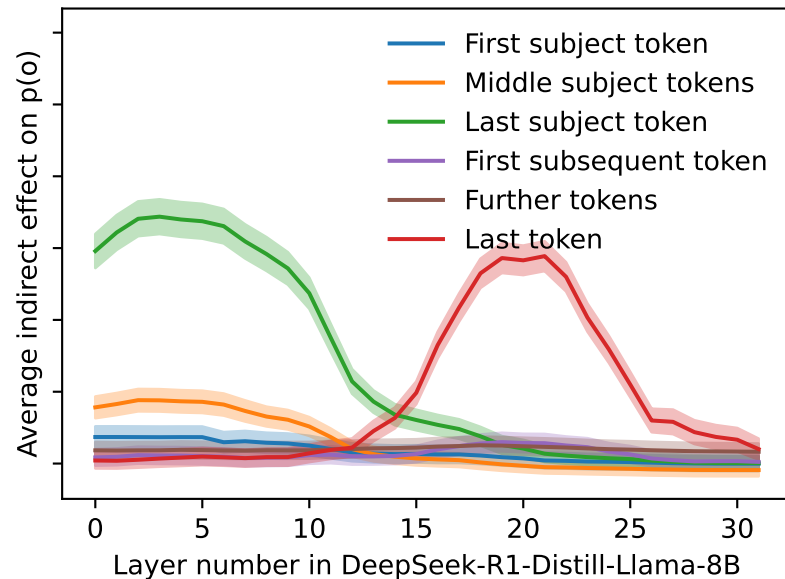 First subject token
Middle subject tokens
Last subject token
First subsequent token
Further tokens
Last token
Average indirect effect on p(o)
0 5 10 15 20 25 30
Layer number in DeepSeek-R1-Distill-Llama-8B